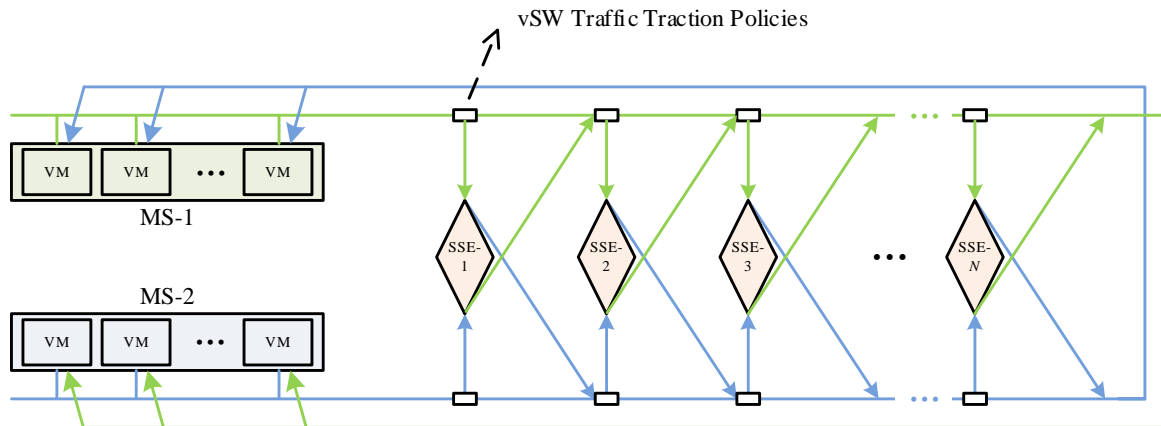 vSW Traffic Traction Policies
VM VM ••• VM
MS-1
SSE-
1
SSE-
2
SSE-
3
•••
SSE-
N
•••
MS-2
VM VM ••• VM
•••